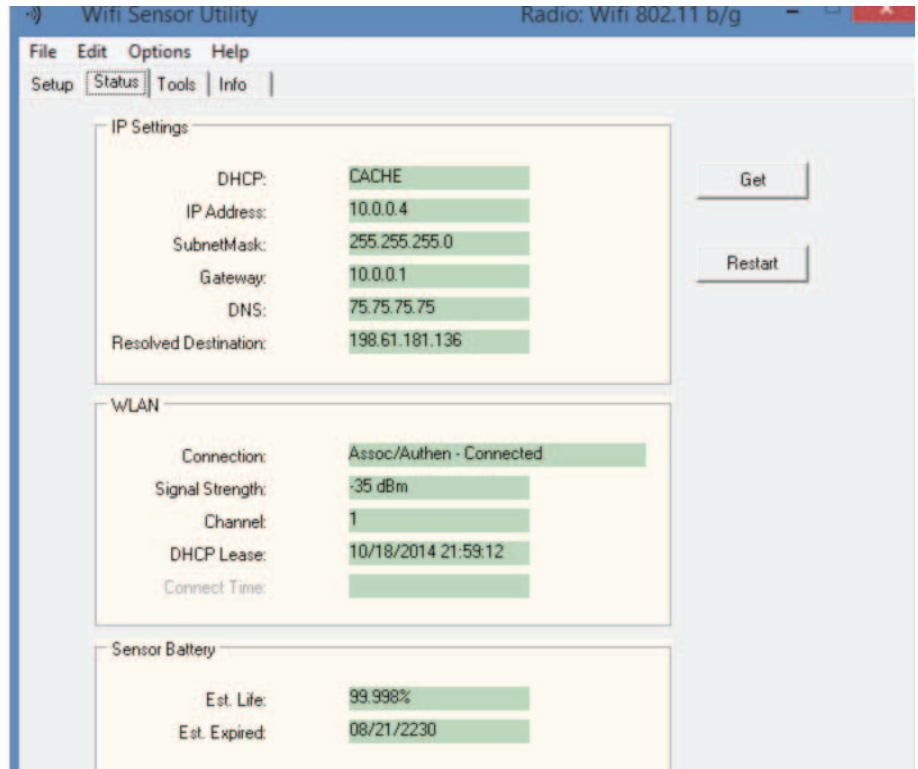 Wifi Sensor Utility Radio: Wifi 802.11 b/g
File Edit Options Help
Setup Status Tools Info
IP Settings
DHCP: CACHE
IP Address: 10.0.0.4
SubnetMask: 255.255.255.0
Gateway: 10.0.0.1
DNS: 75.75.75.75
Resolved Destination: 198.61.181.136
Get
Restart
WLAN
Connection: Assoc/Authen - Connected
Signal Strength: -35 dBm
Channel: 1
DHCP Lease: 10/18/2014 21:59:12
Connect Time:
Sensor Battery
Est. Life: 99.998%
Est. Expired: 08/21/2230